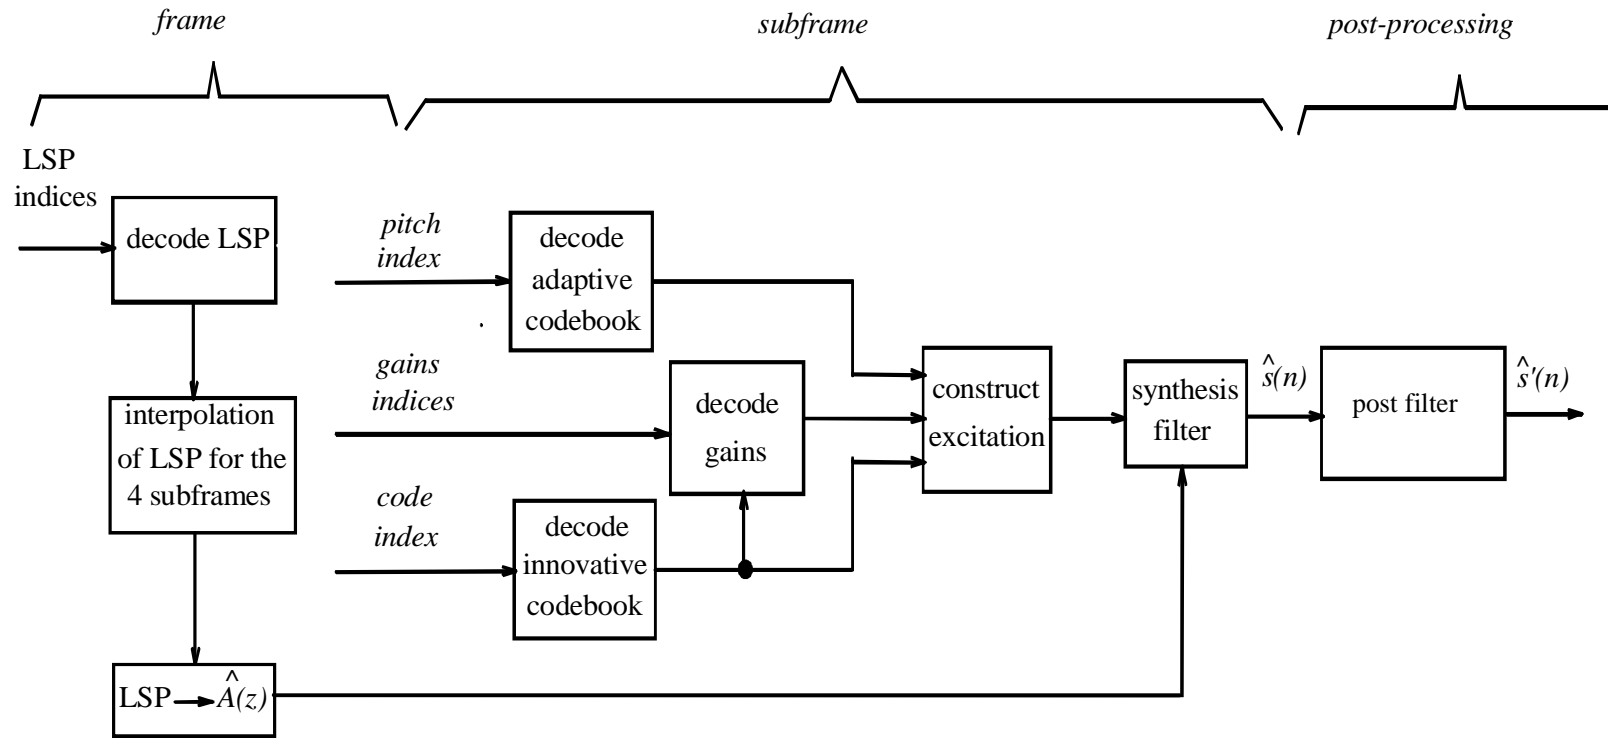 frame
subframe
post-processing
LSP
indices
decode LSP
interpolation
of LSP for the
4 subframes
LSP Â(z)
pitch
index
decode
adaptive
codebook
gains
indices
decode
gains
code
index
decode
innovative
codebook
construct
excitation
synthesis
filter
ŝ(n)
post filter
ŝ'(n)